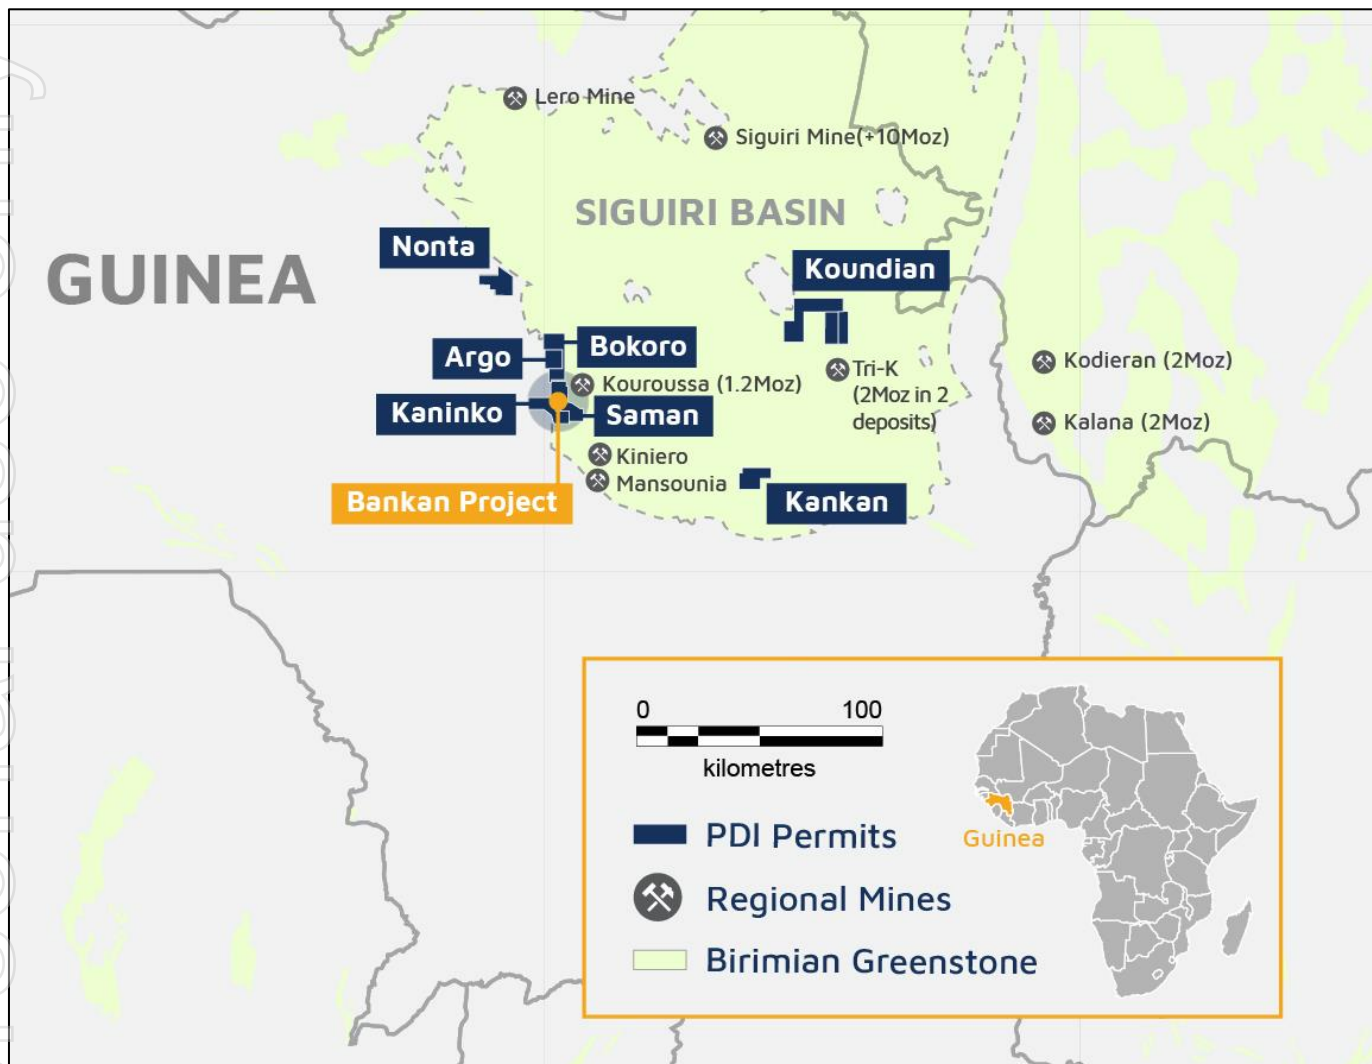 Lero Mine
Siguiri Mine(+10Moz)
SIGUIRI BASIN
Nonta
Koundian
GUINEA
Bokoro
Argo
Kouroussa (1.2Moz)
Tri-K
(2Moz in 2
deposits)
Kodieran (2Moz)
Kaninko
Saman
Kalana (2Moz)
Kiniero
Mansounia
Bankan Project
Kankan
0 100
kilometres
PDI Permits
Guinea
Regional Mines
Birimian Greenstone